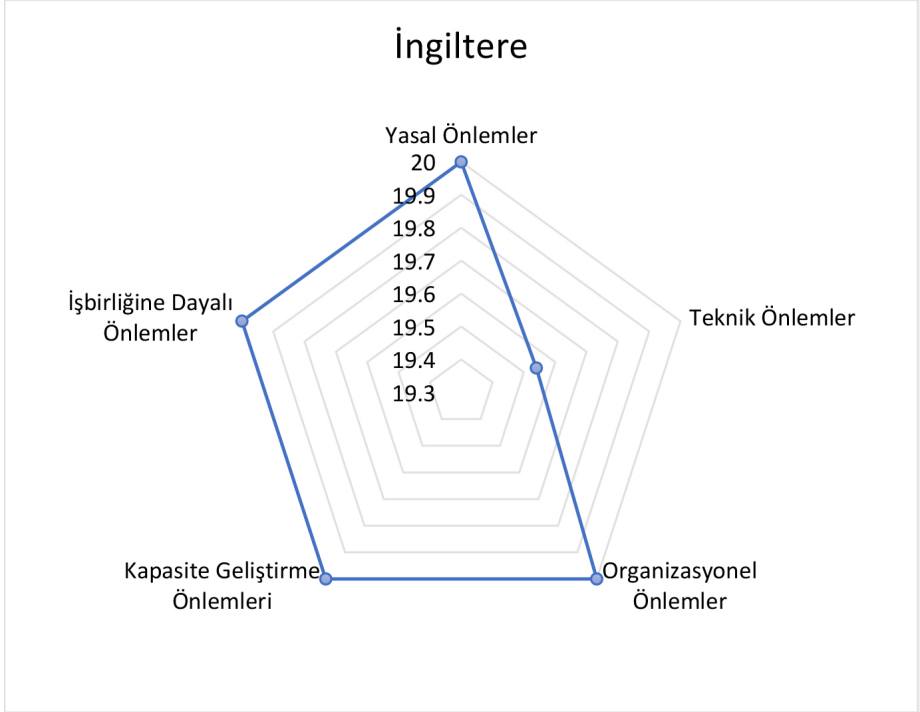 İngiltere
Yasal Önlemler
20
19.9
19.8
19.7
19.6
19.5
19.4
19.3
Teknik Önlemler
Organizasyonel
Önlemler
Kapasite Geliştirme
Önlemleri
İşbirliğine Dayalı
Önlemler